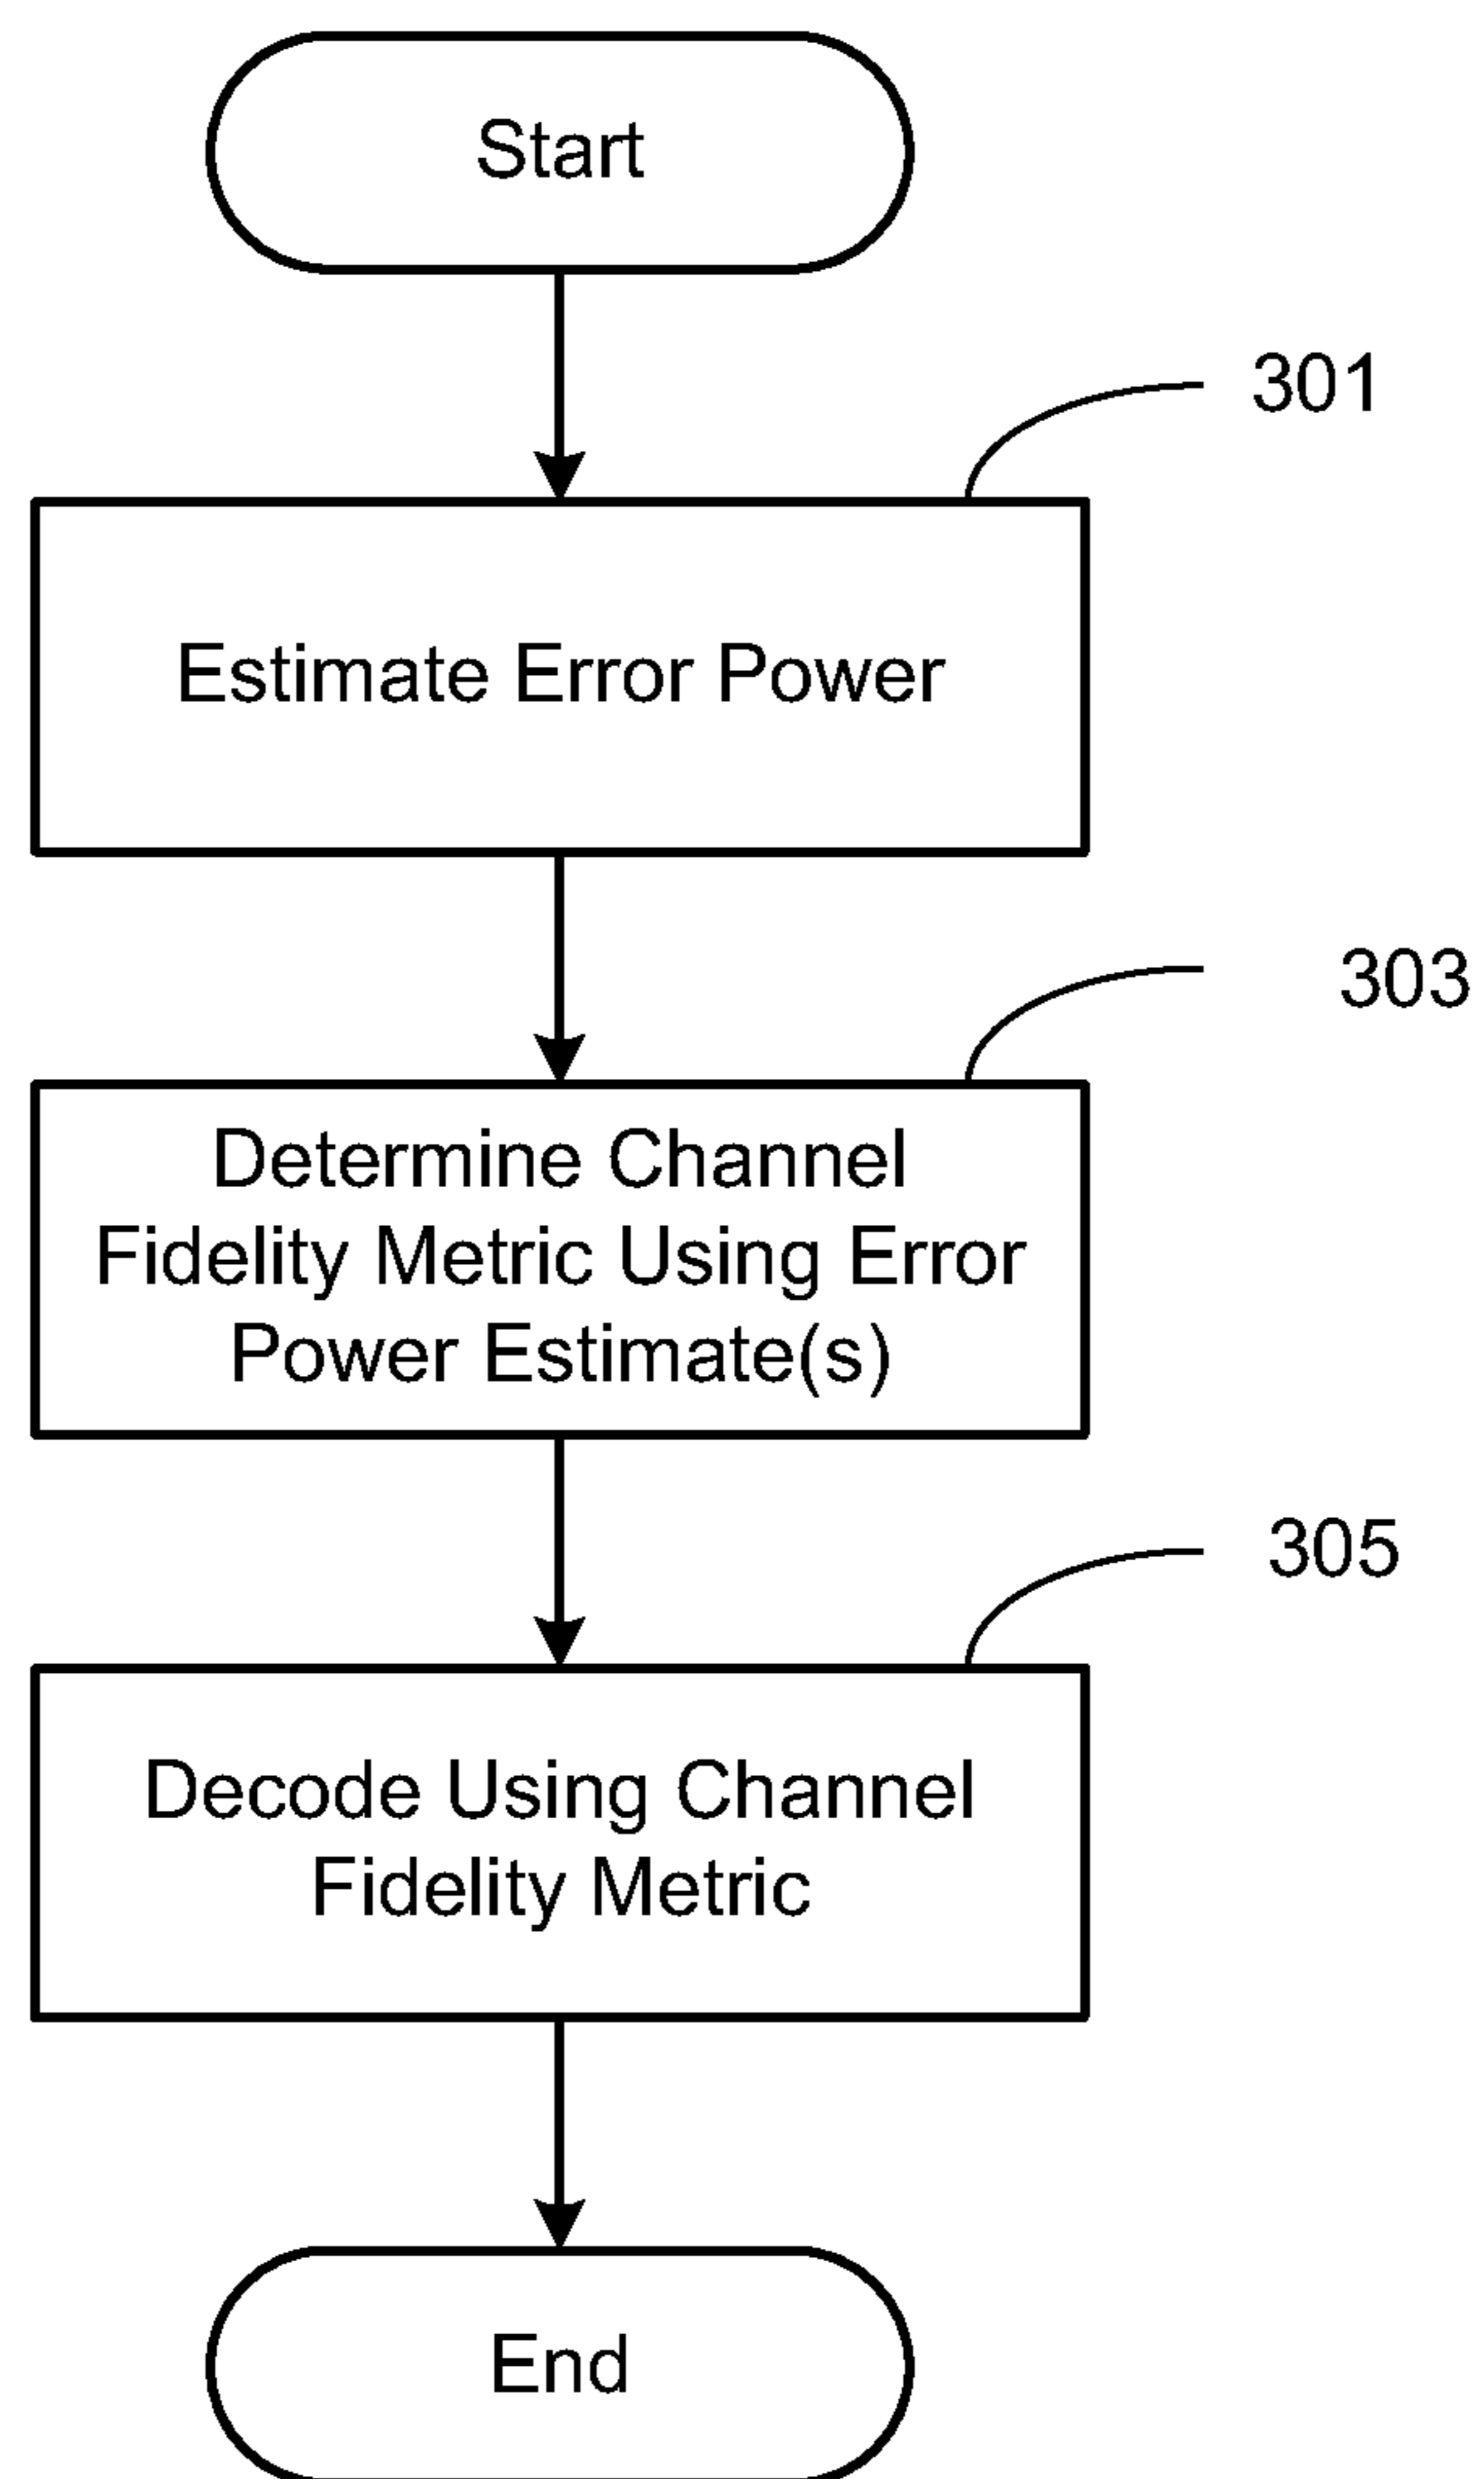 Start
301
Estimate Error Power
303
Determine Channel
Fidelity Metric Using Error
Power Estimate(s)
305
Decode Using Channel
Fidelity Metric
End